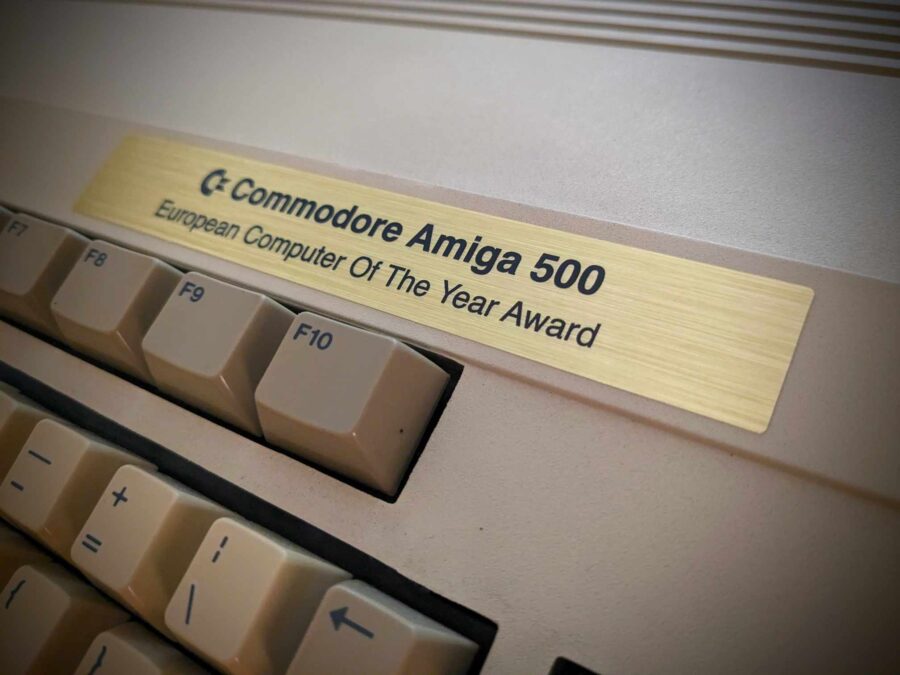 Commodore Amiga 500
European Computer Of The Year Award
F7 F8 F9 F10
_ -
+ =
¦ \
←
{
}